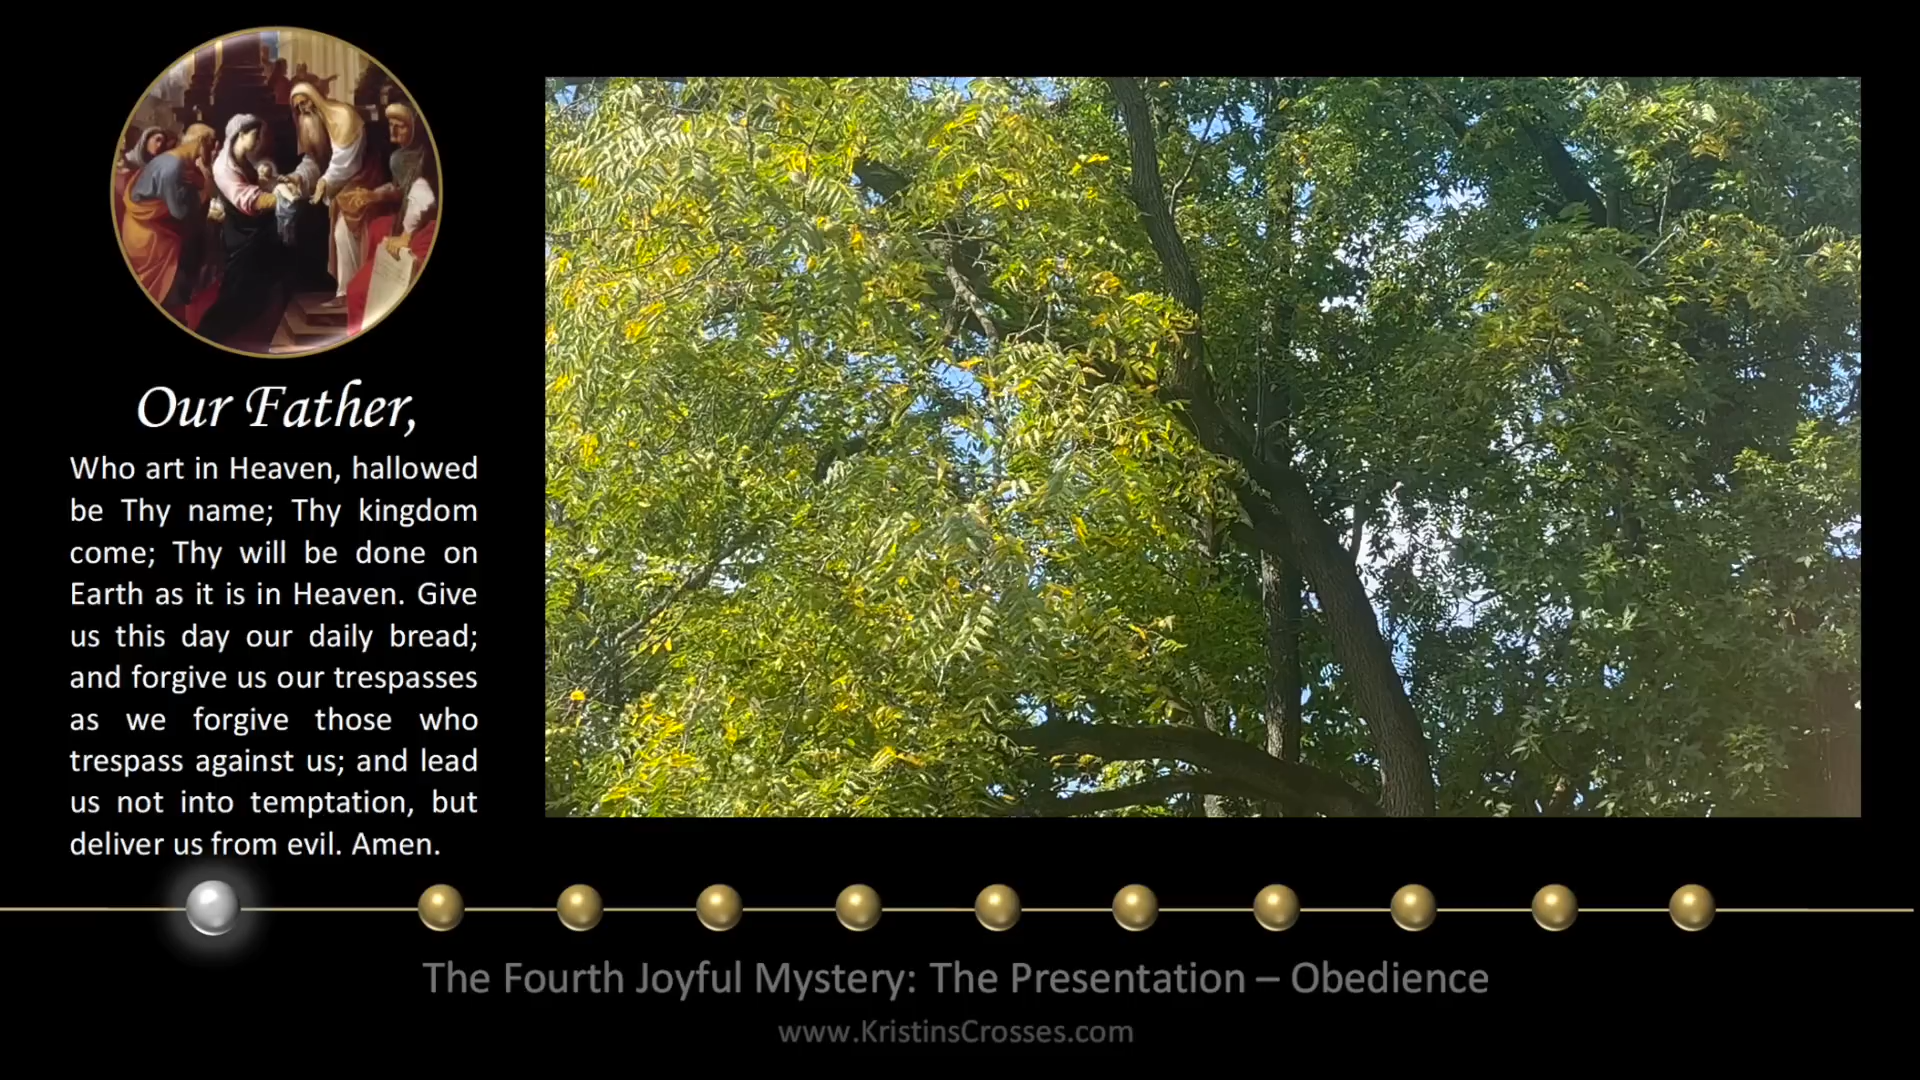 Our Father,
Who art in Heaven, hallowed
be Thy name; Thy kingdom
come; Thy will be done on
Earth as it is in Heaven. Give
us this day our daily bread;
and forgive us our trespasses
as we forgive those who
trespass against us; and lead
us not into temptation, but
deliver us from evil. Amen.
The Fourth Joyful Mystery: The Presentation – Obedience
www.KristinsCrosses.com